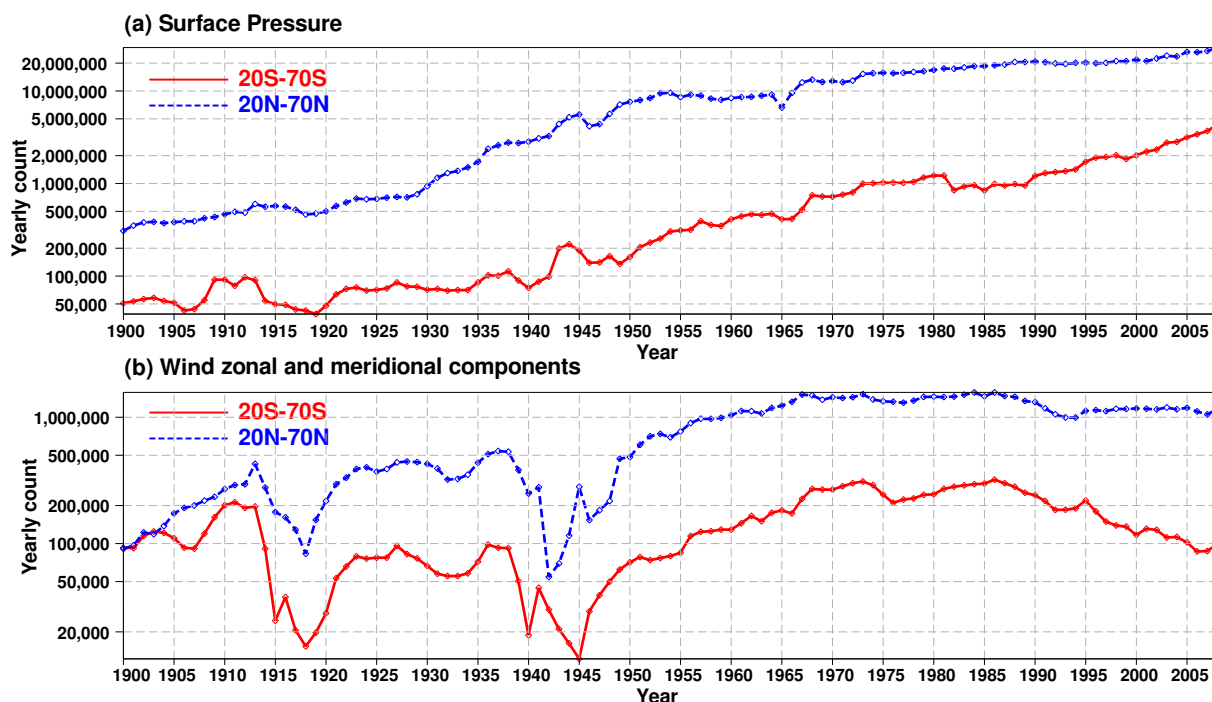 (a) Surface Pressure
20,000,000
10,000,000
5,000,000
2,000,000
1,000,000
500,000
200,000
100,000
50,000
Yearly count
20S-70S
20N-70N
1900 1905 1910 1915 1920 1925 1930 1935 1940 1945 1950 1955 1960 1965 1970 1975 1980 1985 1990 1995 2000 2005
Year
(b) Wind zonal and meridional components
1,000,000
500,000
200,000
100,000
50,000
20,000
Yearly count
20S-70S
20N-70N
1900 1905 1910 1915 1920 1925 1930 1935 1940 1945 1950 1955 1960 1965 1970 1975 1980 1985 1990 1995 2000 2005
Year